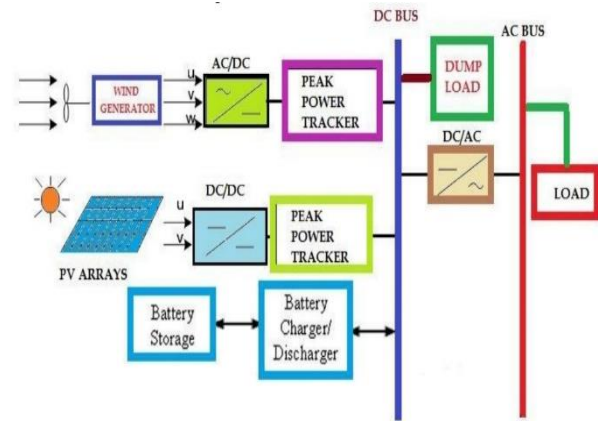 DC BUS
AC BUS
AC/DC
u
v
w
WIND
GENERATOR
PEAK
POWER
TRACKER
DUMP
LOAD
DC/AC
LOAD
DC/DC
u
v
PEAK
POWER
TRACKER
PV ARRAYS
Battery
Storage
Battery
Charger/
Discharger